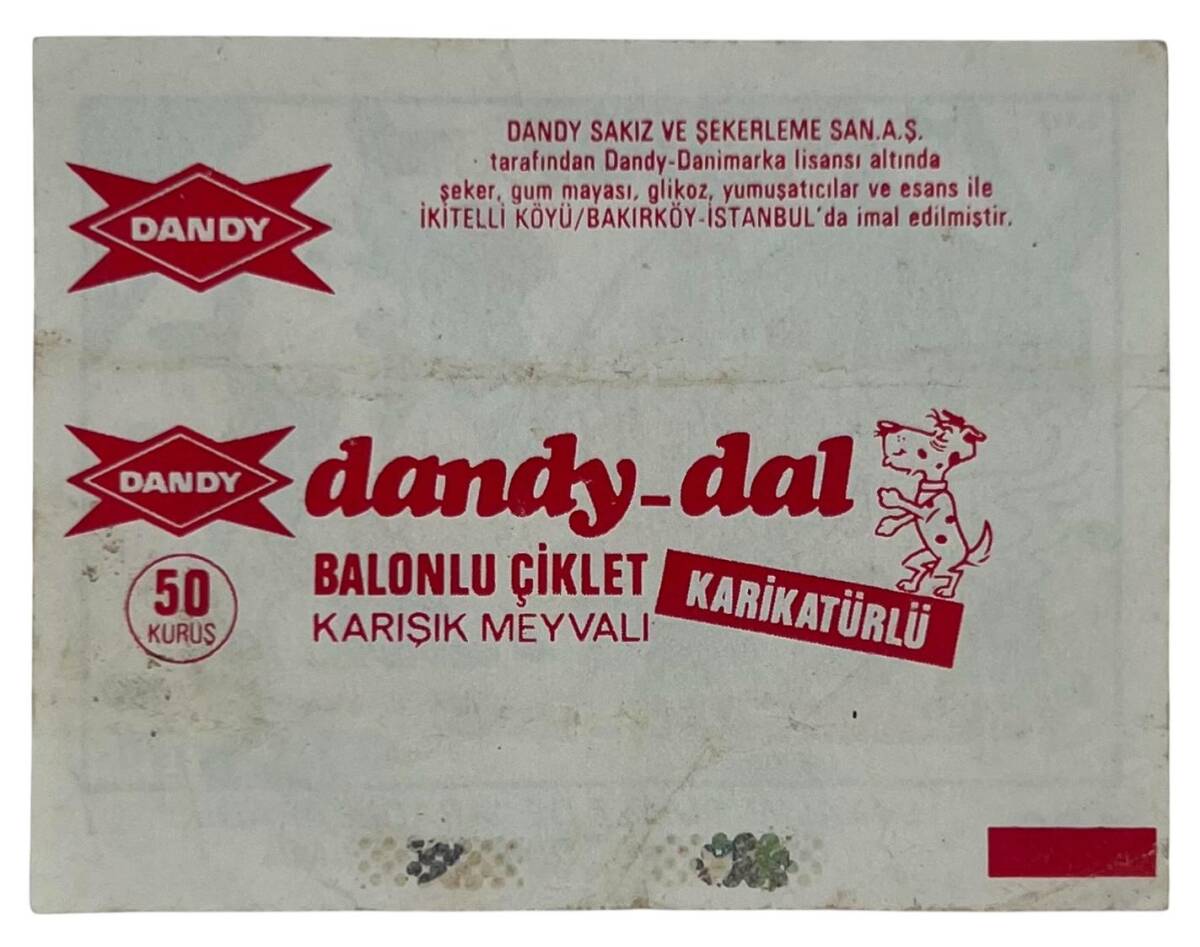 DANDY SAKIZ VE ŞEKERLEME SAN.A.Ş.
tarafından Dandy-Danimarka lisansı altında
şeker, gum mayası, glikoz, yumuşatıcılar ve esans ile
İKİTELLİ KÖYÜ/BAKIRKÖY-İSTANBUL'da imal edilmiştir.
DANDY
DANDY
dandy-dal
BALONLU ÇİKLET
KARİKATÜRLÜ
50
KURUŞ
KARIŞIK MEYVALI